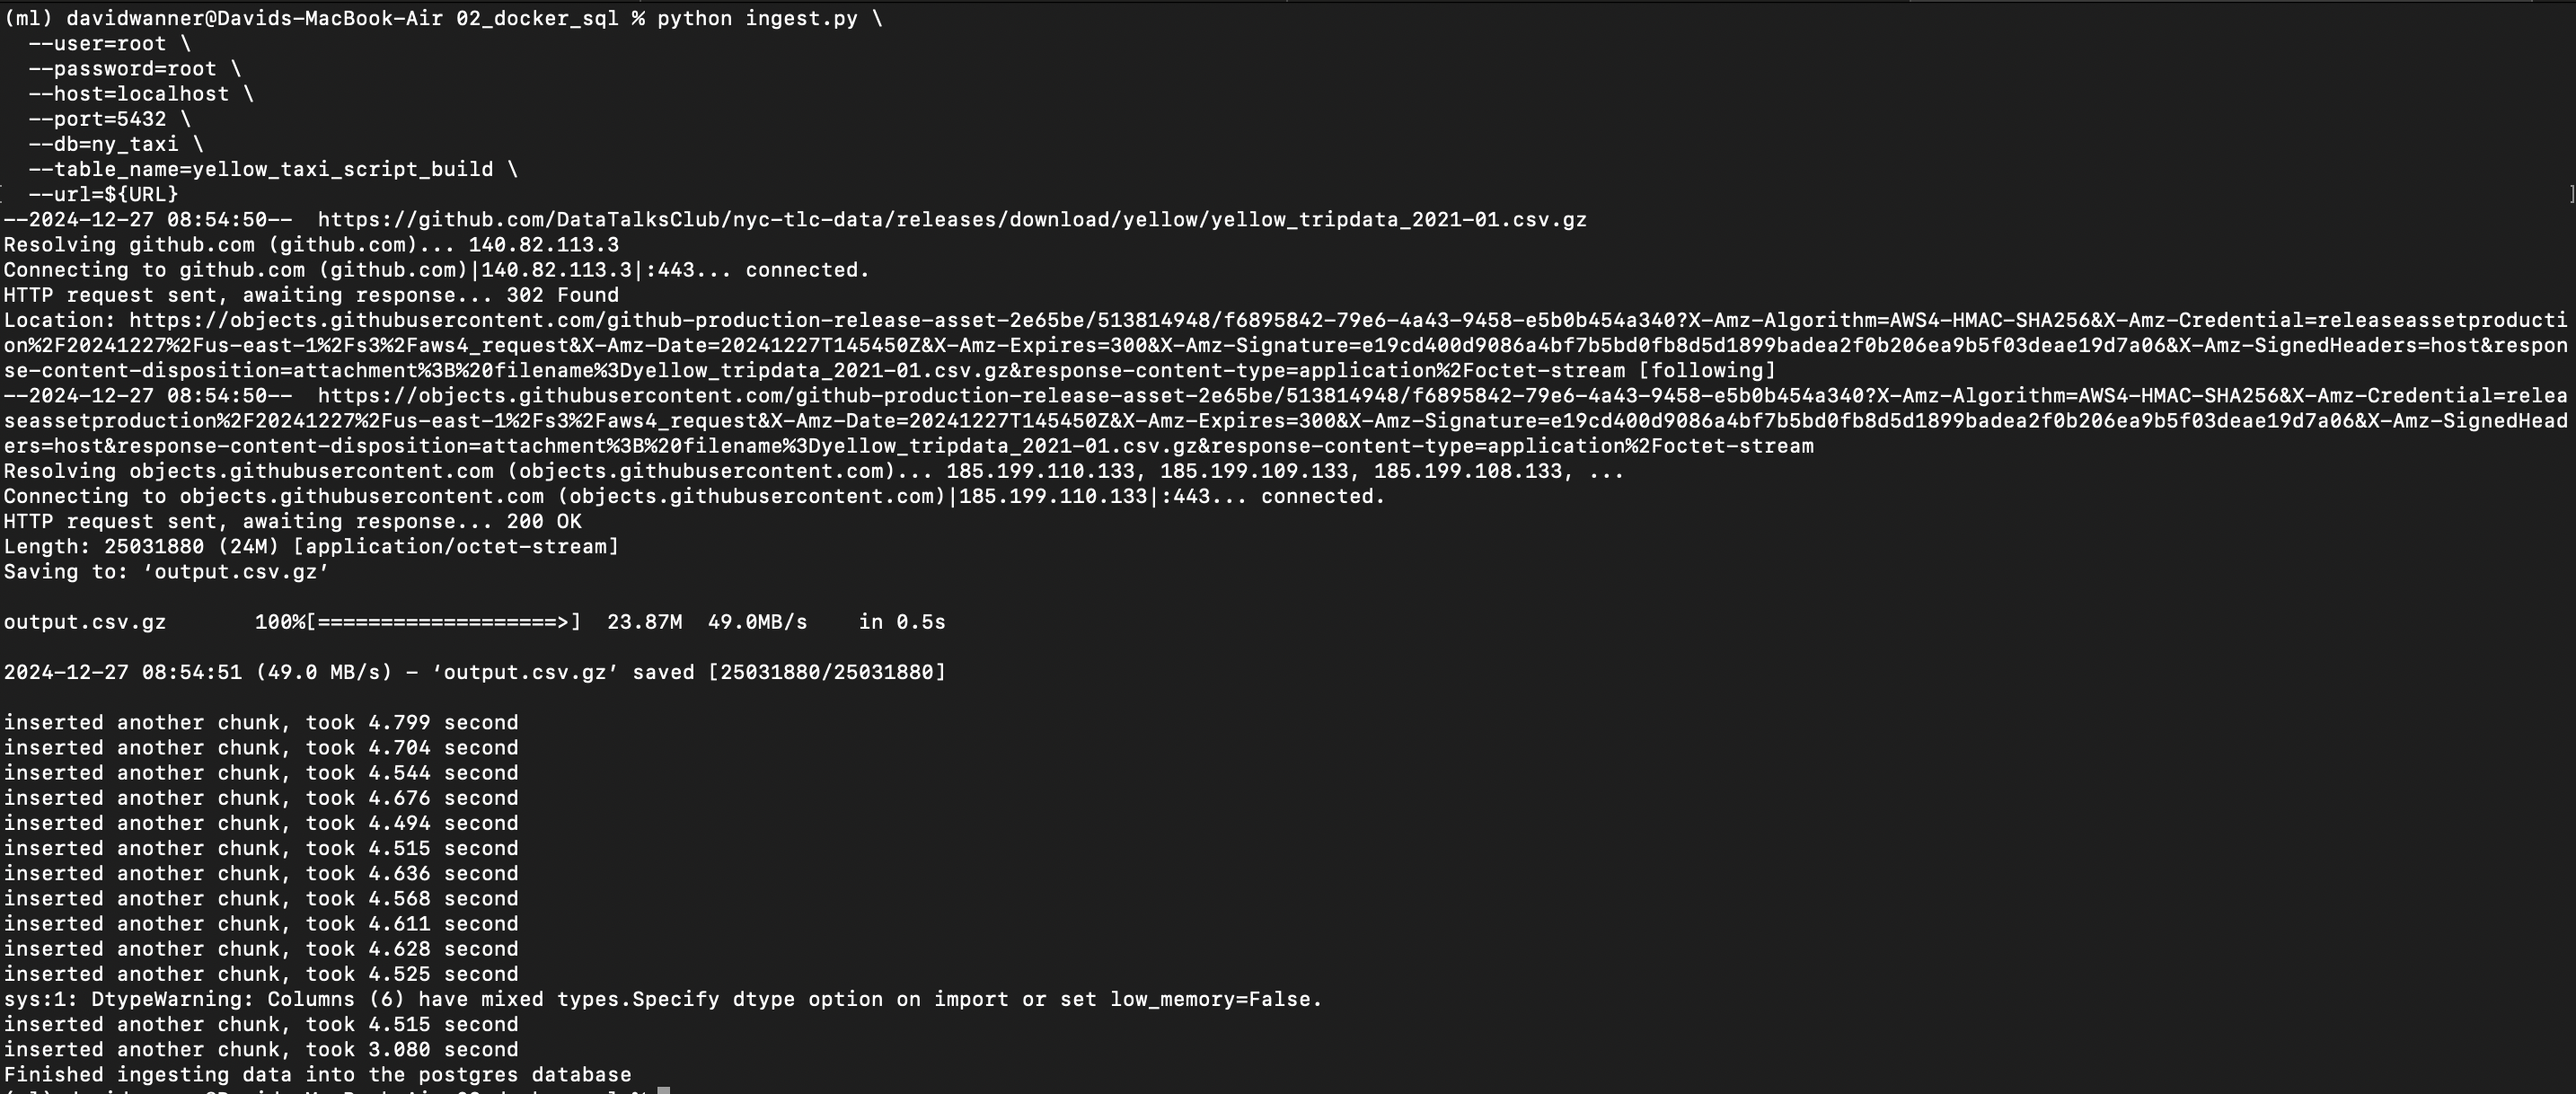 (ml) davidwanner@Davids-MacBook-Air 02_docker_sql % python ingest.py \
  --user=root \
  --password=root \
  --host=localhost \
  --port=5432 \
  --db=ny_taxi \
  --table_name=yellow_taxi_script_build \
[ --url=${URL} ]
--2024-12-27 08:54:50--  https://github.com/DataTalksClub/nyc-tlc-data/releases/download/yellow/yellow_tripdata_2021-01.csv.gz
Resolving github.com (github.com)... 140.82.113.3
Connecting to github.com (github.com)|140.82.113.3|:443... connected.
HTTP request sent, awaiting response... 302 Found
Location: https://objects.githubusercontent.com/github-production-release-asset-2e65be/513814948/f6895842-79e6-4a43-9458-e5b0b454a340?X-Amz-Algorithm=AWS4-HMAC-SHA256&X-Amz-Credential=releaseassetproducti
on%2F20241227%2Fus-east-1%2Fs3%2Faws4_request&X-Amz-Date=20241227T145450Z&X-Amz-Expires=300&X-Amz-Signature=e19cd400d9086a4bf7b5bd0fb8d5d1899badea2f0b206ea9b5f03deae19d7a06&X-Amz-SignedHeaders=host&respon
se-content-disposition=attachment%3B%20filename%3Dyellow_tripdata_2021-01.csv.gz&response-content-type=application%2Foctet-stream [following]
--2024-12-27 08:54:50--  https://objects.githubusercontent.com/github-production-release-asset-2e65be/513814948/f6895842-79e6-4a43-9458-e5b0b454a340?X-Amz-Algorithm=AWS4-HMAC-SHA256&X-Amz-Credential=relea
seassetproduction%2F20241227%2Fus-east-1%2Fs3%2Faws4_request&X-Amz-Date=20241227T145450Z&X-Amz-Expires=300&X-Amz-Signature=e19cd400d9086a4bf7b5bd0fb8d5d1899badea2f0b206ea9b5f03deae19d7a06&X-Amz-SignedHead
ers=host&response-content-disposition=attachment%3B%20filename%3Dyellow_tripdata_2021-01.csv.gz&response-content-type=application%2Foctet-stream
Resolving objects.githubusercontent.com (objects.githubusercontent.com)... 185.199.110.133, 185.199.109.133, 185.199.108.133, ...
Connecting to objects.githubusercontent.com (objects.githubusercontent.com)|185.199.110.133|:443... connected.
HTTP request sent, awaiting response... 200 OK
Length: 25031880 (24M) [application/octet-stream]
Saving to: ‘output.csv.gz’
output.csv.gz       100%[===================>]  23.87M  49.0MB/s    in 0.5s
2024-12-27 08:54:51 (49.0 MB/s) - ‘output.csv.gz’ saved [25031880/25031880]
inserted another chunk, took 4.799 second
inserted another chunk, took 4.704 second
inserted another chunk, took 4.544 second
inserted another chunk, took 4.676 second
inserted another chunk, took 4.494 second
inserted another chunk, took 4.515 second
inserted another chunk, took 4.636 second
inserted another chunk, took 4.568 second
inserted another chunk, took 4.611 second
inserted another chunk, took 4.628 second
inserted another chunk, took 4.525 second
sys:1: DtypeWarning: Columns (6) have mixed types.Specify dtype option on import or set low_memory=False.
inserted another chunk, took 4.515 second
inserted another chunk, took 3.080 second
Finished ingesting data into the postgres database